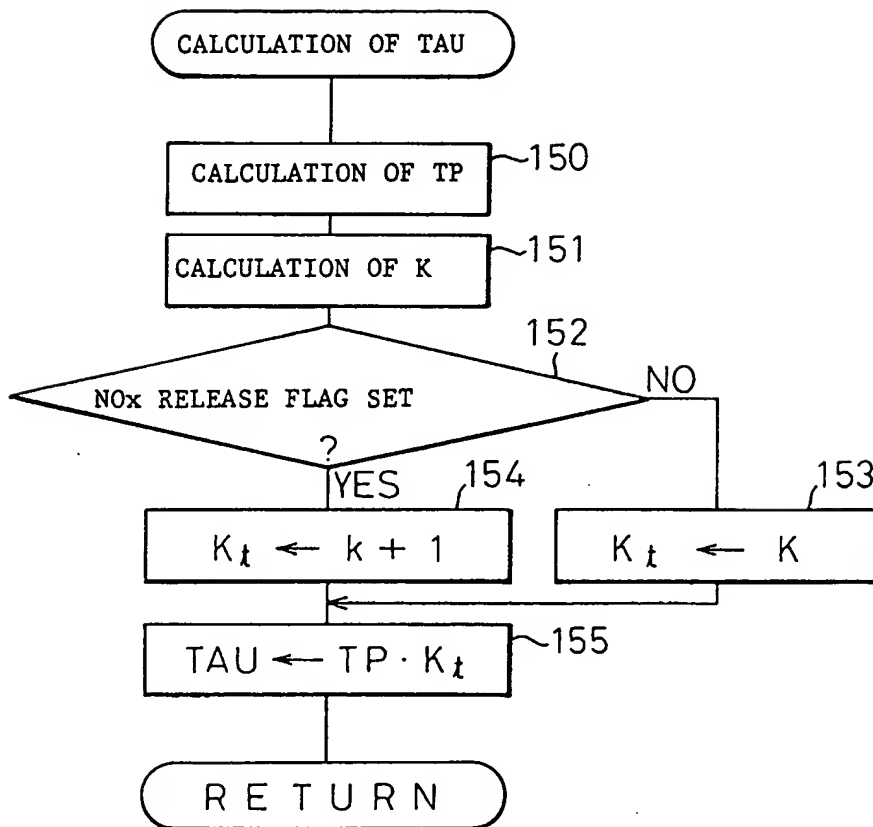 CALCULATION OF TAU
CALCULATION OF TP
150
CALCULATION OF K
151
152
NOx RELEASE FLAG SET
?
NO
YES
154
153
Kt ← k + 1
Kt ← K
155
TAU ← TP · Kt
RETURN